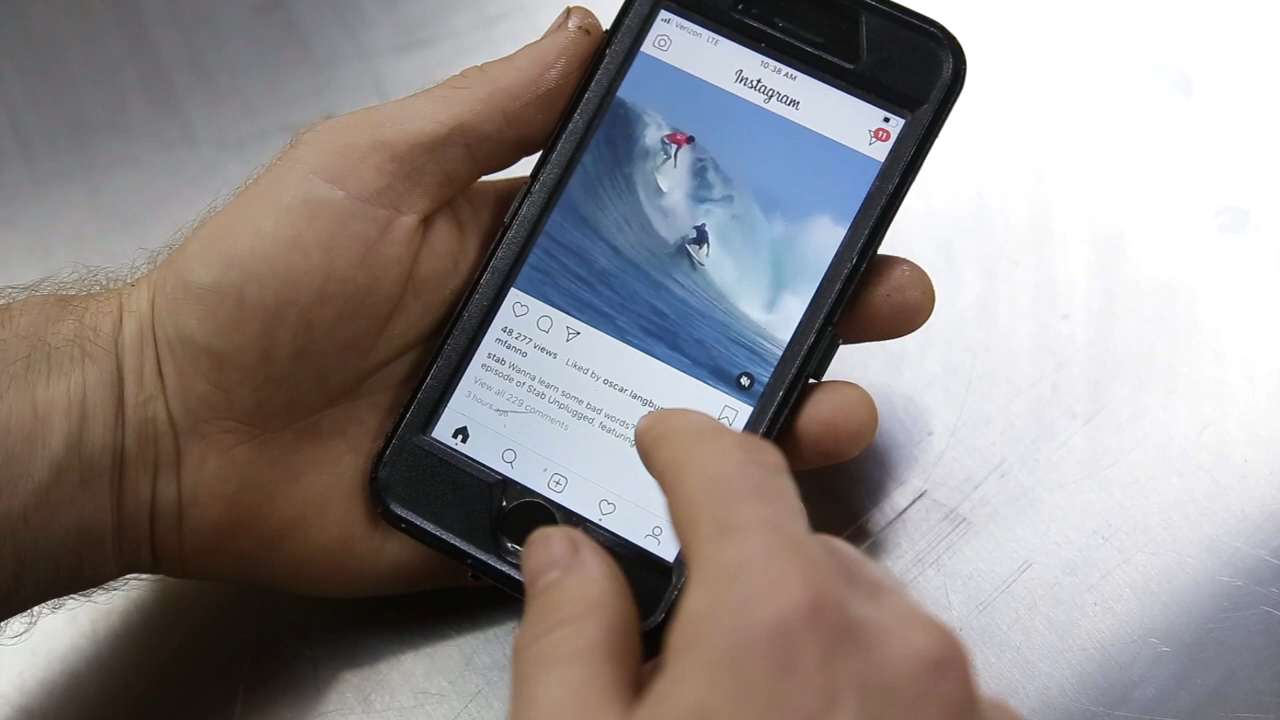 Verizon LTE
10:38 AM
Instagram
11
48,277 views Liked by oscar.langbur
mfanno
stab Wanna learn some bad words?
episode of Stab Unplugged, featuring
View all 229 comments
3 hours ago